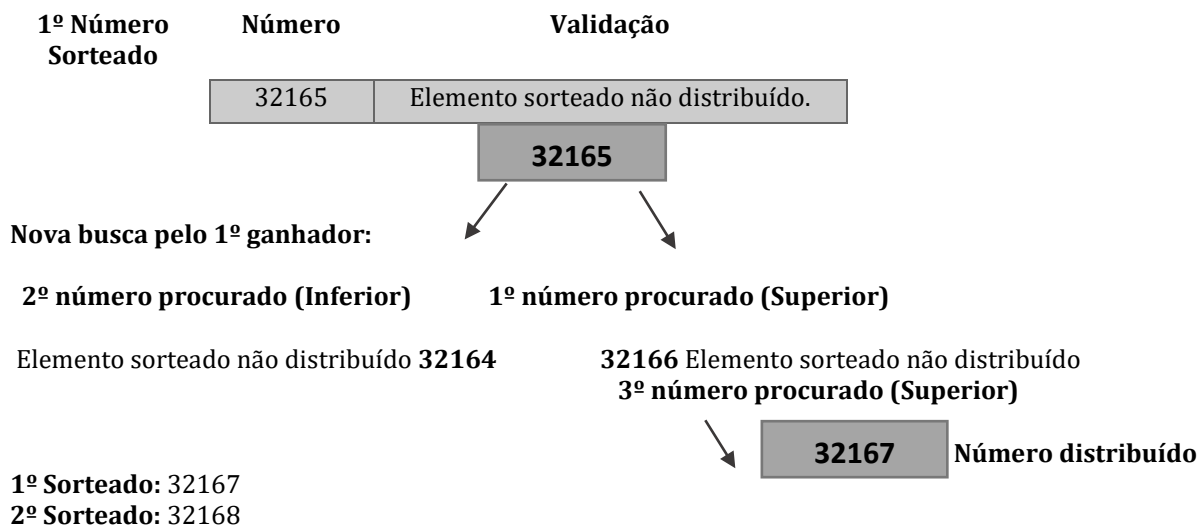 1º Número Sorteado Número Validação
32165 Elemento sorteado não distribuído.
32165
Nova busca pelo 1º ganhador:
2º número procurado (Inferior) 1º número procurado (Superior)
Elemento sorteado não distribuído 32164 32166 Elemento sorteado não distribuído
3º número procurado (Superior)
32167 Número distribuído
1º Sorteado: 32167
2º Sorteado: 32168